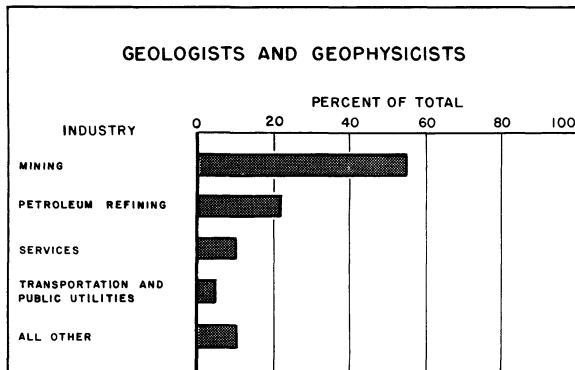 GEOLOGISTS AND GEOPHYSICISTS
PERCENT OF TOTAL
INDUSTRY
0 20 40 60 80 100
MINING
PETROLEUM REFINING
SERVICES
TRANSPORTATION AND
PUBLIC UTILITIES
ALL OTHER